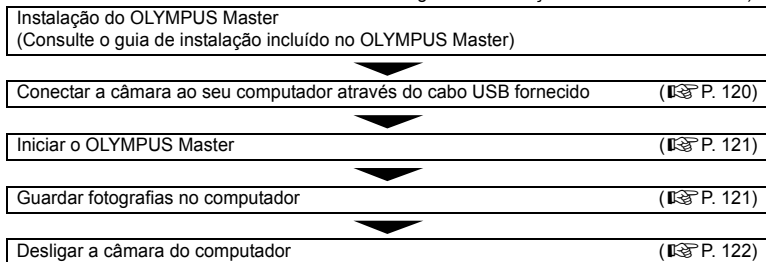 Instalação do OLYMPUS Master
(Consulte o guia de instalação incluído no OLYMPUS Master)
Conectar a câmara ao seu computador através do cabo USB fornecido (☞P. 120)
Iniciar o OLYMPUS Master (☞P. 121)
Guardar fotografias no computador (☞P. 121)
Desligar a câmara do computador (☞P. 122)